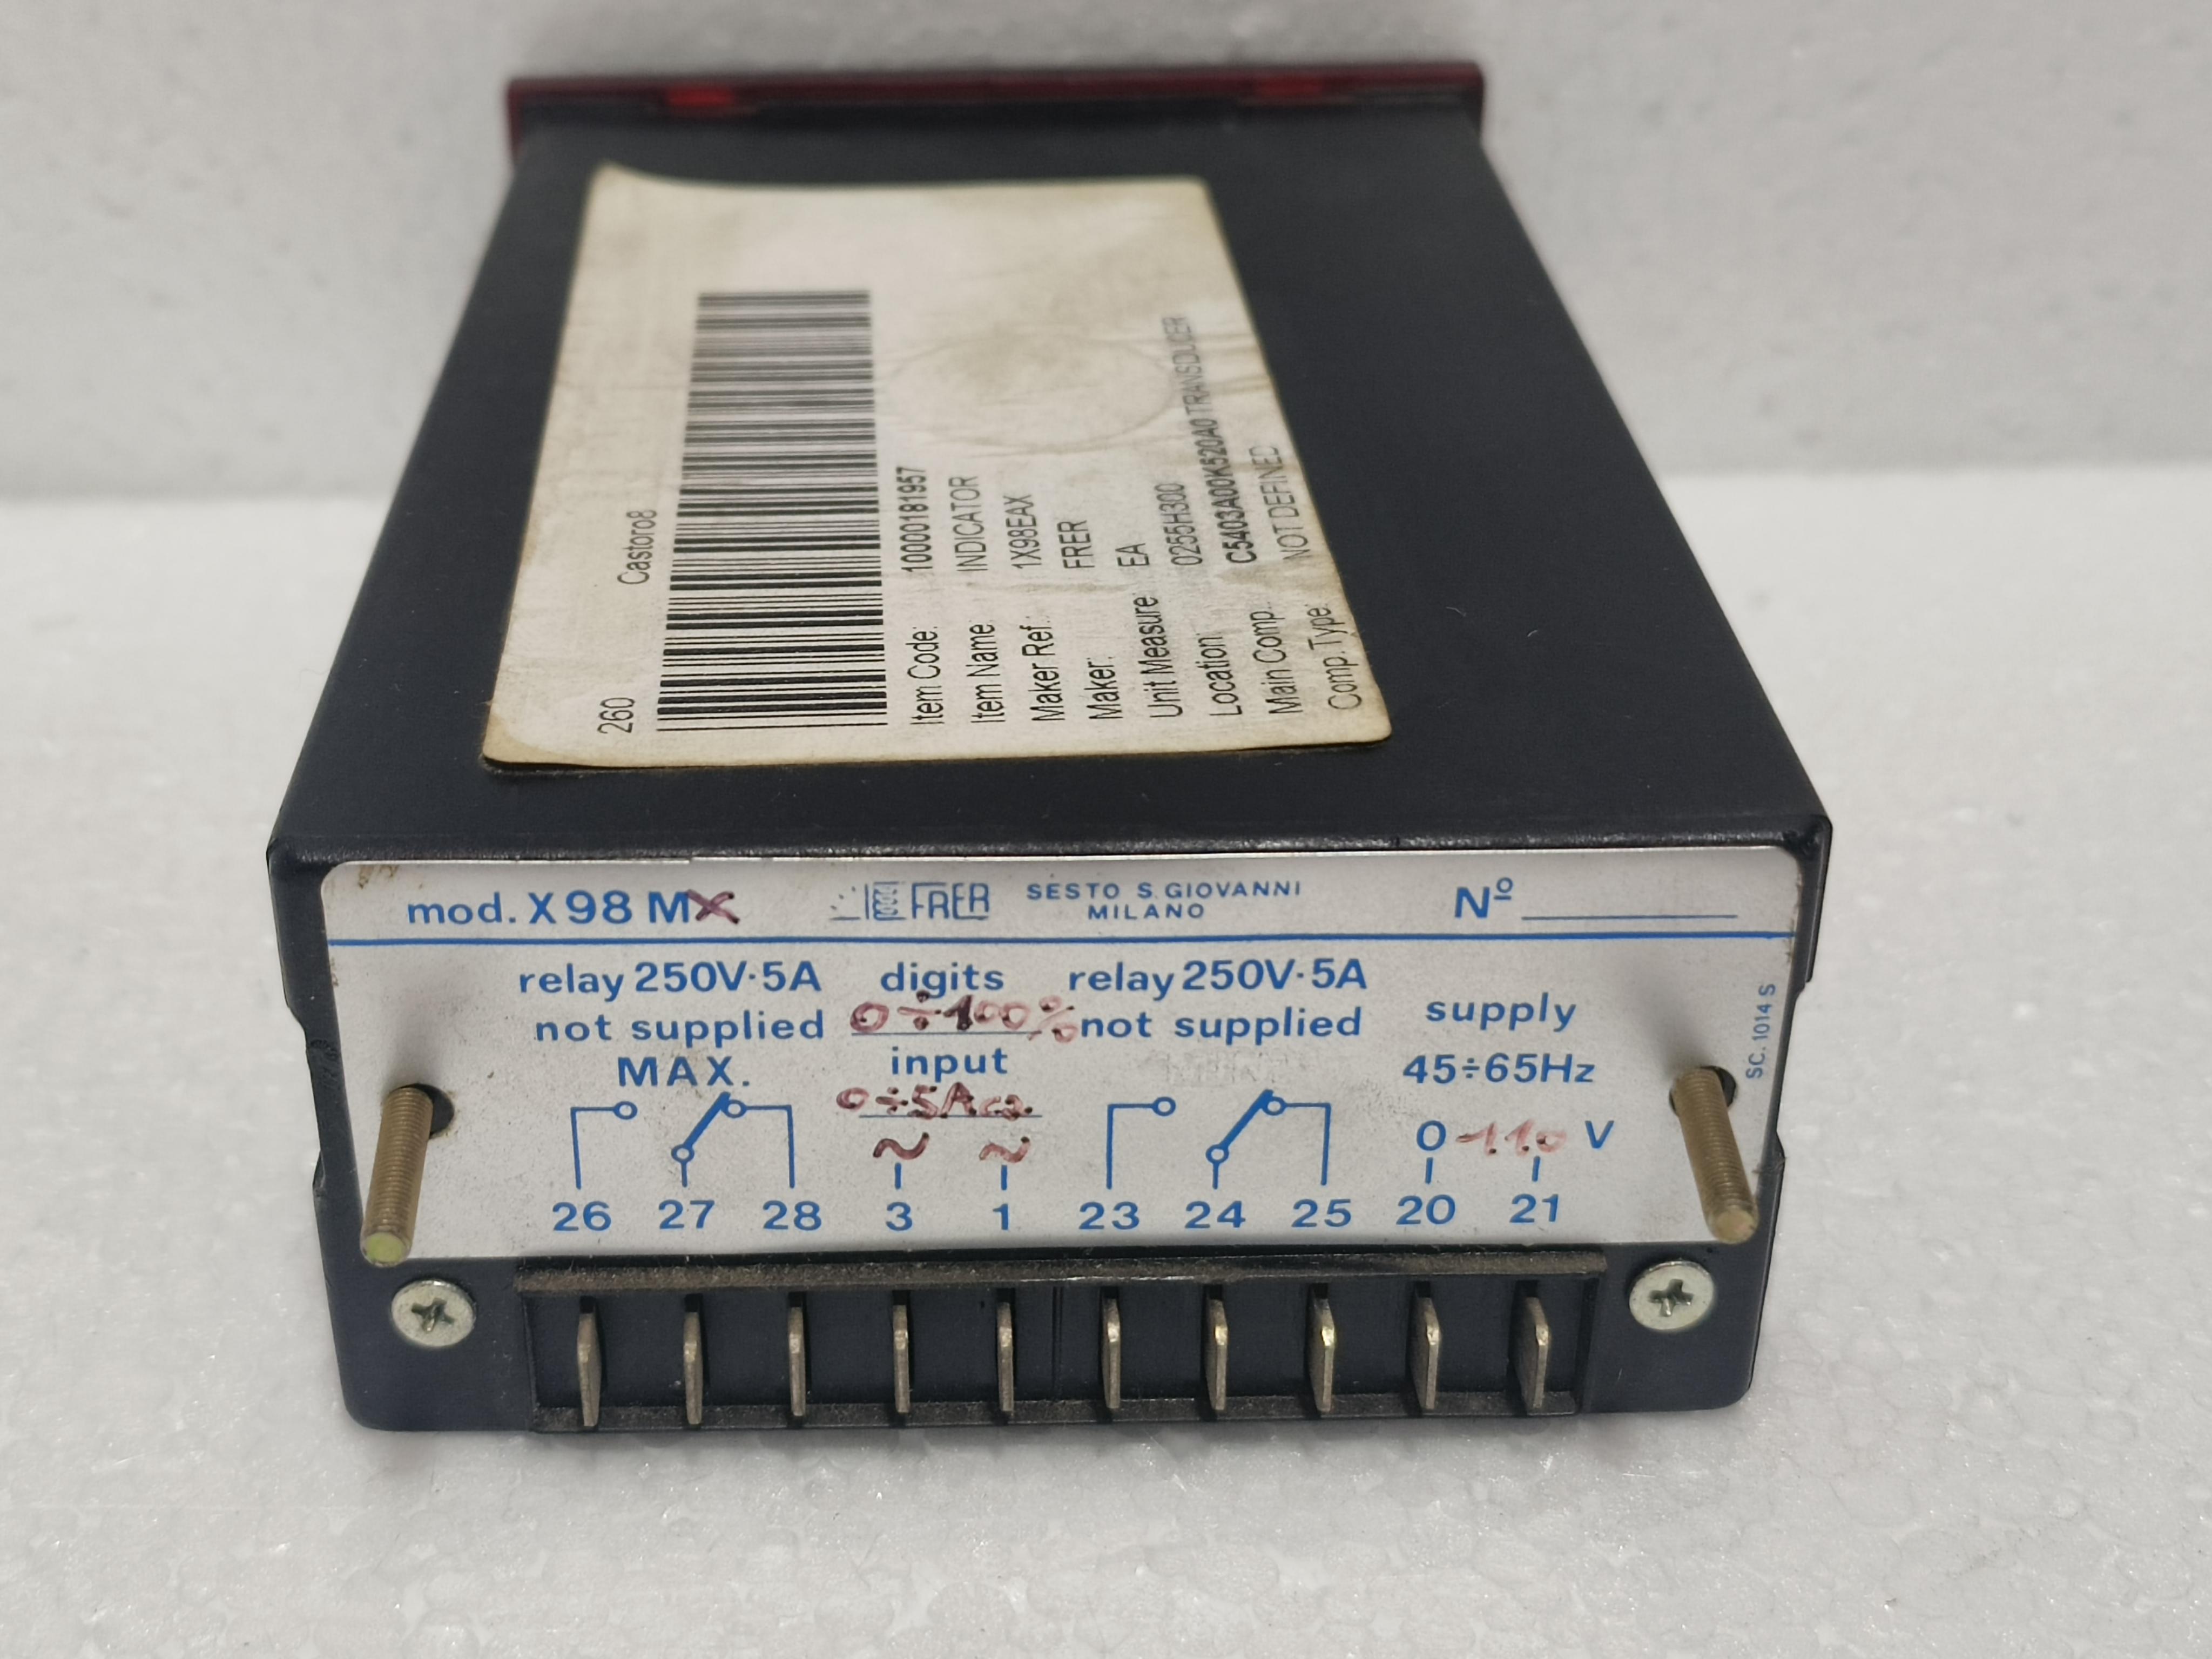 260 Castoro8
Item Code: 1000018195​7
Item Name: INDICATOR
Maker Ref.: 1X98EAX
Maker: FRER
Unit Measure: EA
Location: 0255H300
Main Comp.: C5403A00K520A0 TRANSDUCER
Comp.Type: NOT DEFINED
mod. X98 MX
FRER
SESTO S. GIOVANNI
MILANO
Nº
relay 250V·5A
not supplied
MAX.
digits
0÷100%
input
0÷5Aca
~ ~
relay 250V·5A
not supplied
supply
45÷65Hz
0-110 V
26 27 28 3 1 23 24 25 20 21
SC. 1014 S